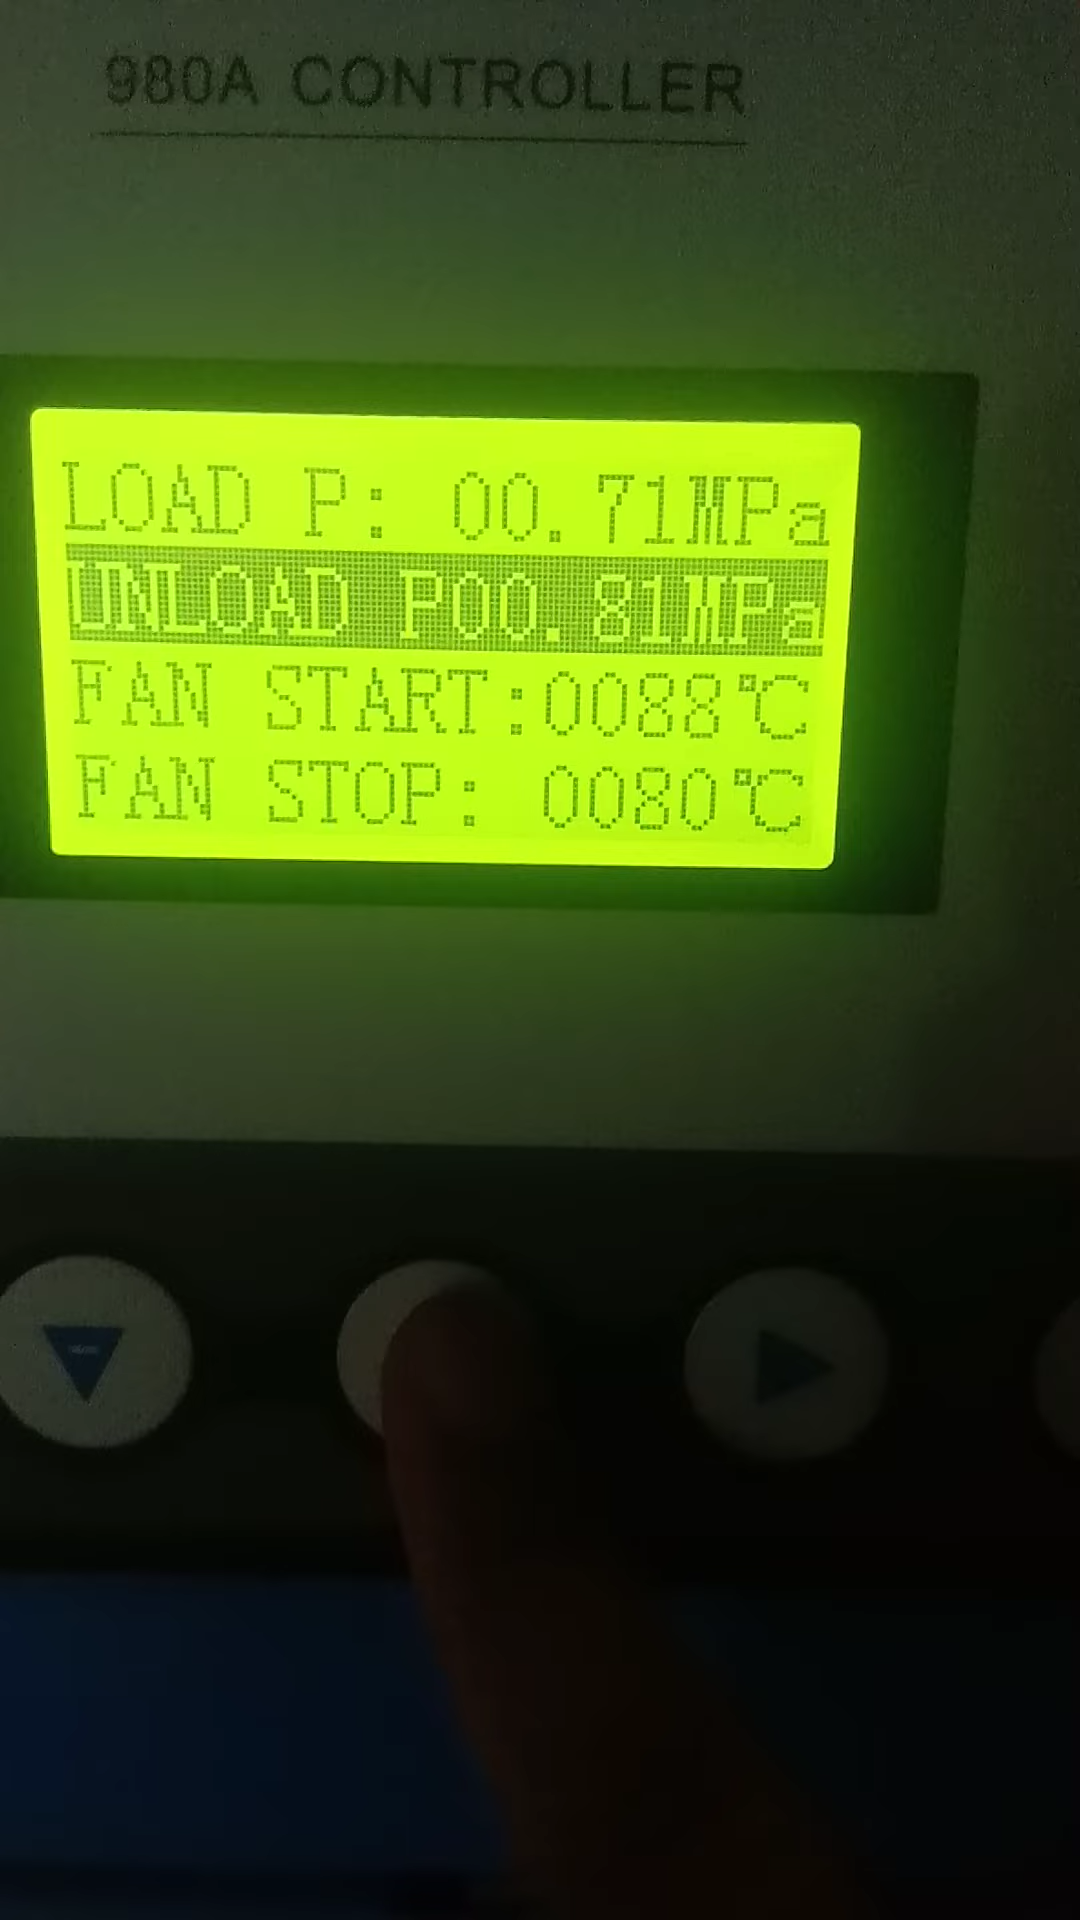 980A CONTROLLER
LOAD P: 00.71MPa
UNLOAD P00.81MPa
FAN START:0088℃
FAN STOP: 0080℃